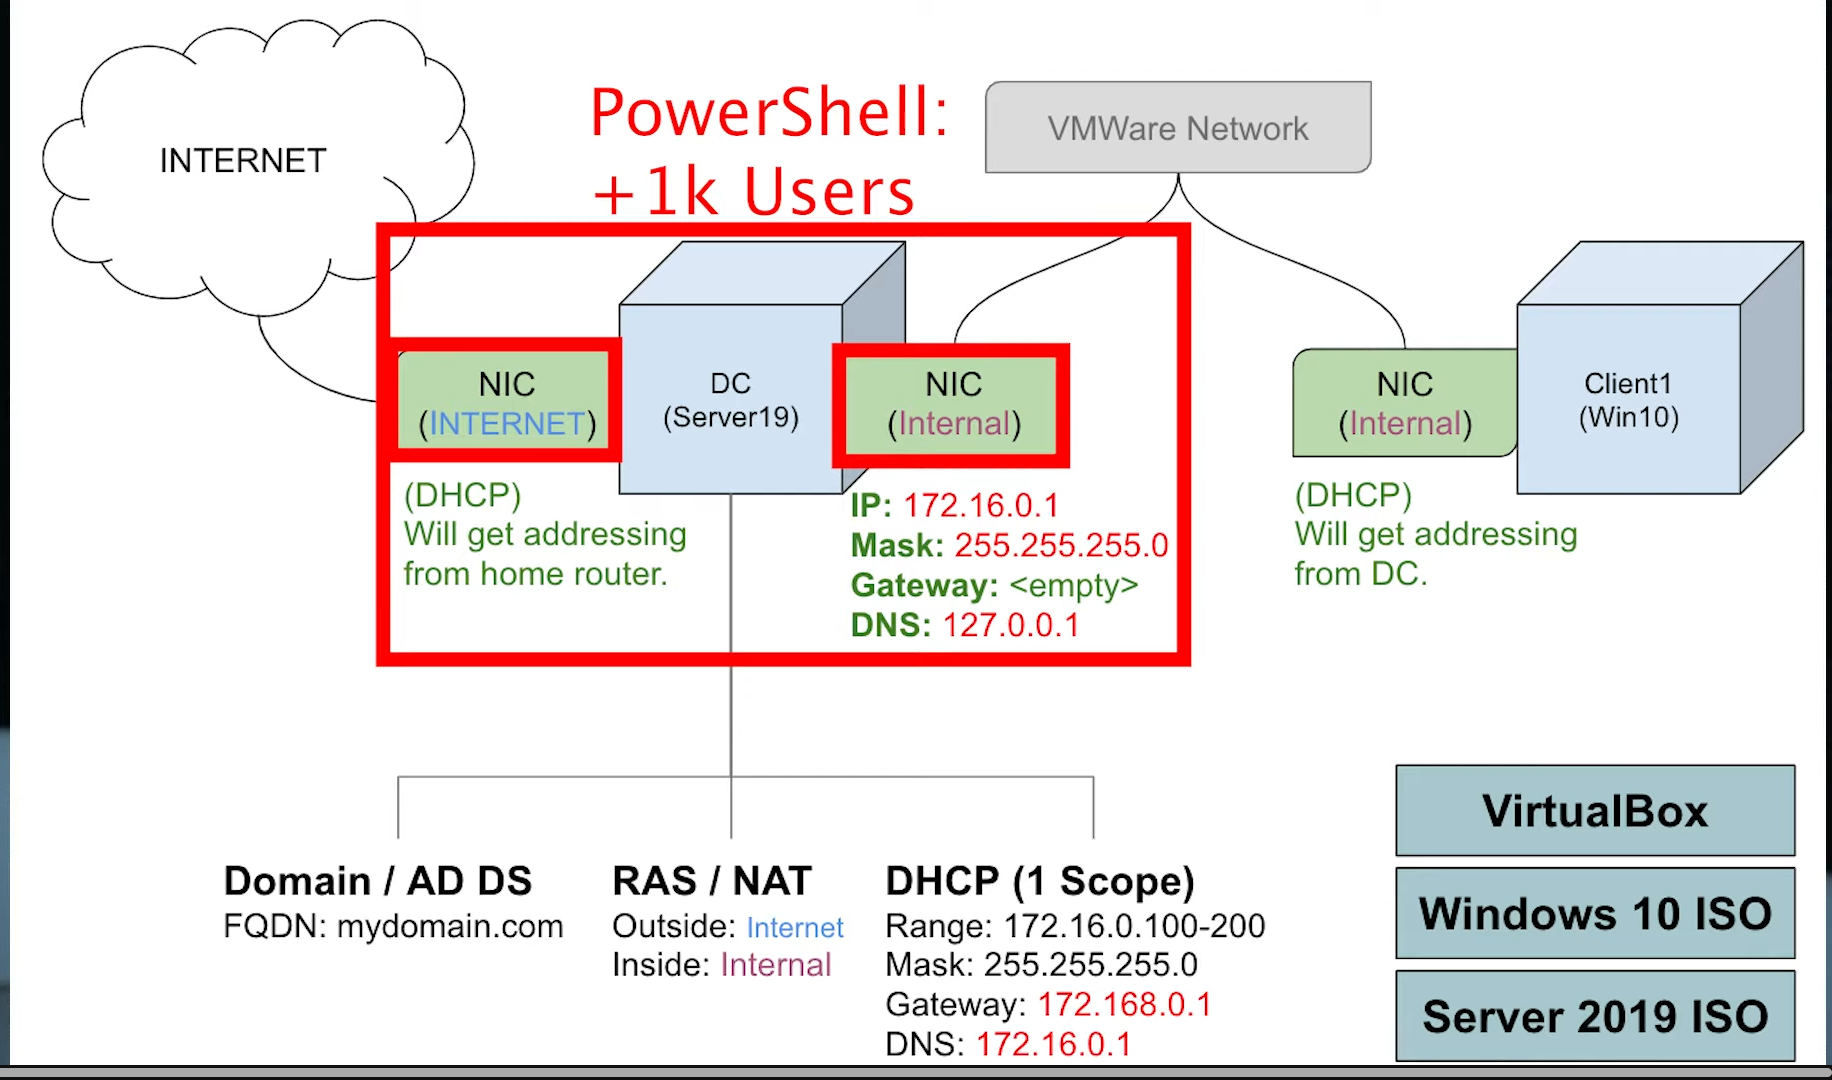 INTERNET
PowerShell:
+1k Users
VMWare Network
NIC
(INTERNET)
DC
(Server19)
NIC
(Internal)
NIC
(Internal)
Client1
(Win10)
(DHCP)
Will get addressing
from home router.
IP: 172.16.0.1
Mask: 255.255.255.0
Gateway: <empty>
DNS: 127.0.0.1
(DHCP)
Will get addressing
from DC.
Domain / AD DS
FQDN: mydomain.com
RAS / NAT
Outside: Internet
Inside: Internal
DHCP (1 Scope)
Range: 172.16.0.100-200
Mask: 255.255.255.0
Gateway: 172.168.0.1
DNS: 172.16.0.1
VirtualBox
Windows 10 ISO
Server 2019 ISO